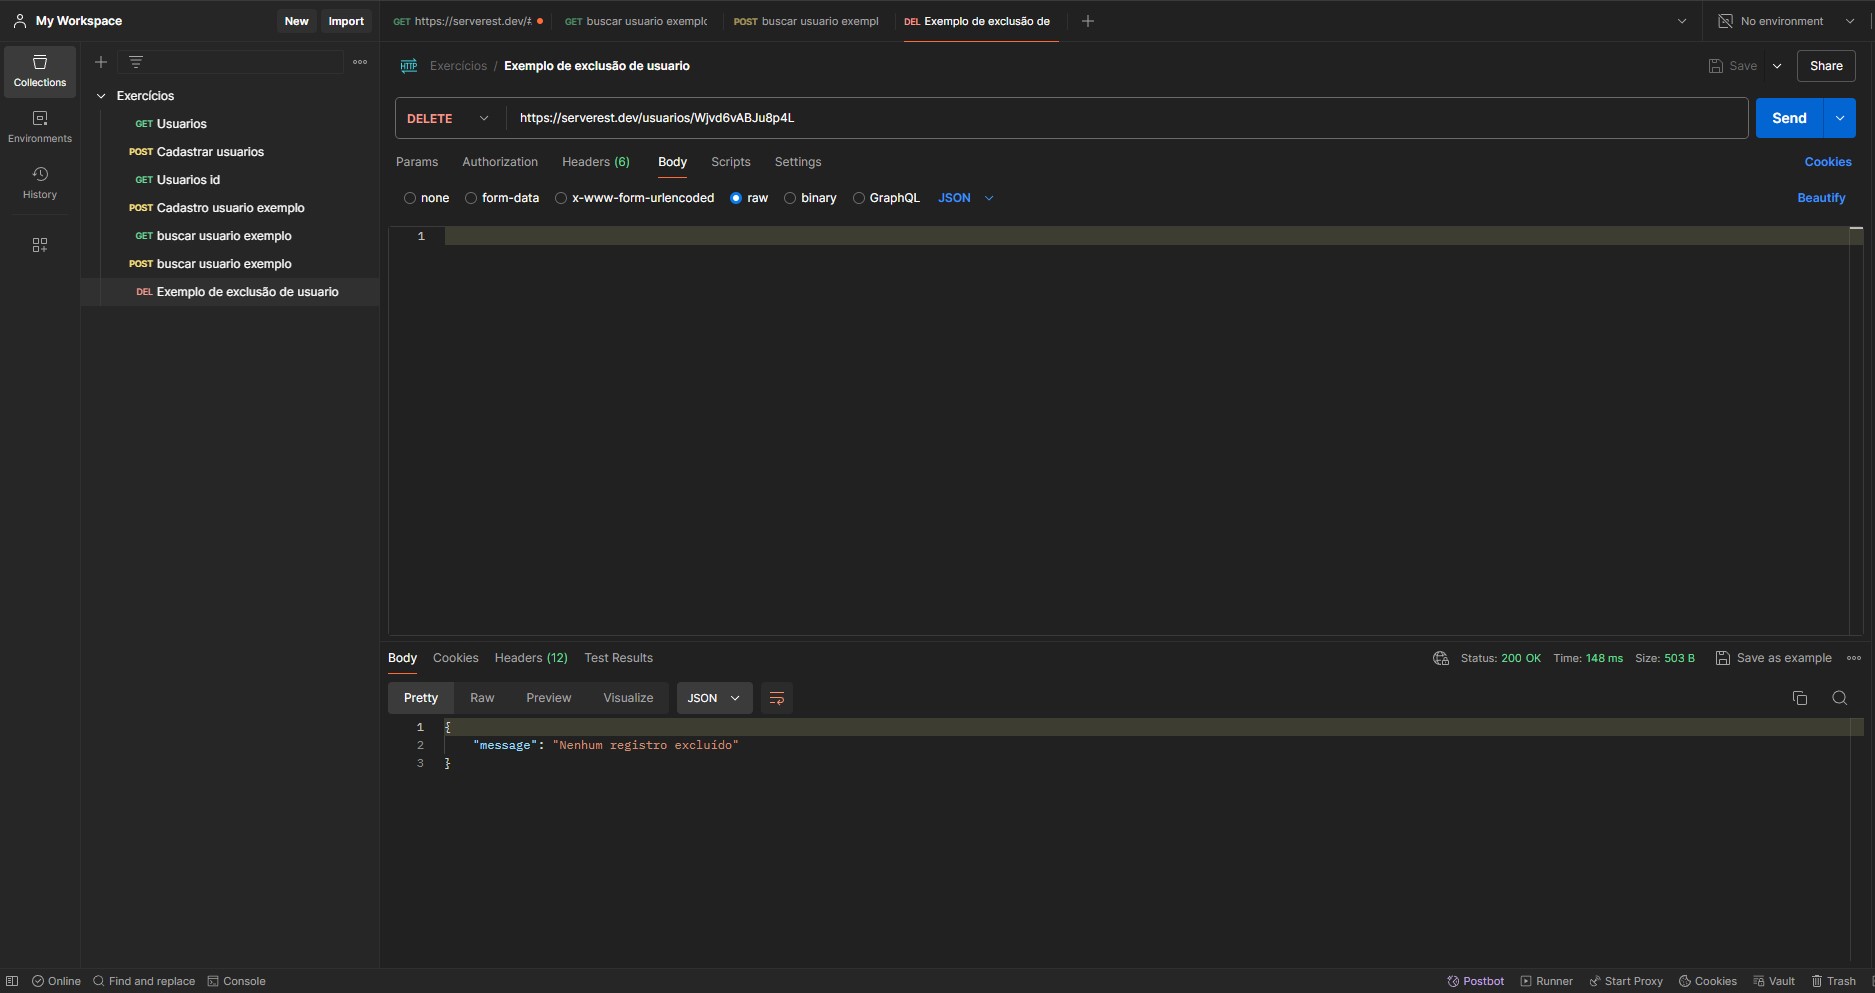 My Workspace
New
Import
GET https://serverest.dev/#
GET buscar usuario exemplo
POST buscar usuario exempl
DEL Exemplo de exclusão de
No environment
Collections
Environments
History
Exercícios
GET Usuarios
POST Cadastrar usuarios
GET Usuarios id
POST Cadastro usuario exemplo
GET buscar usuario exemplo
POST buscar usuario exemplo
DEL Exemplo de exclusão de usuario
HTTP Exercícios / Exemplo de exclusão de usuario
Save
Share
DELETE
https://serverest.dev/usuarios/Wjvd6vABJu8p4L
Send
Params Authorization Headers (6) Body Scripts Settings
Cookies
none form-data x-www-form-urlencoded raw binary GraphQL JSON
Beautify
1
Body Cookies Headers (12) Test Results
Status: 200 OK Time: 148 ms Size: 503 B
Save as example
Pretty Raw Preview Visualize JSON
1 {
2 "message": "Nenhum registro excluído"
3 }
Online Find and replace Console
Postbot Runner Start Proxy Cookies Vault Trash